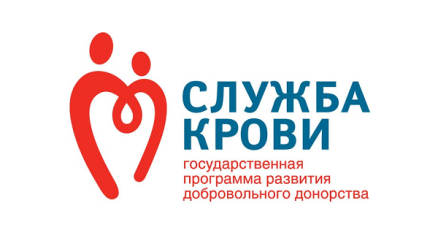 СЛУЖБА
КРОВИ
государственная
программа развития
добровольного донорства